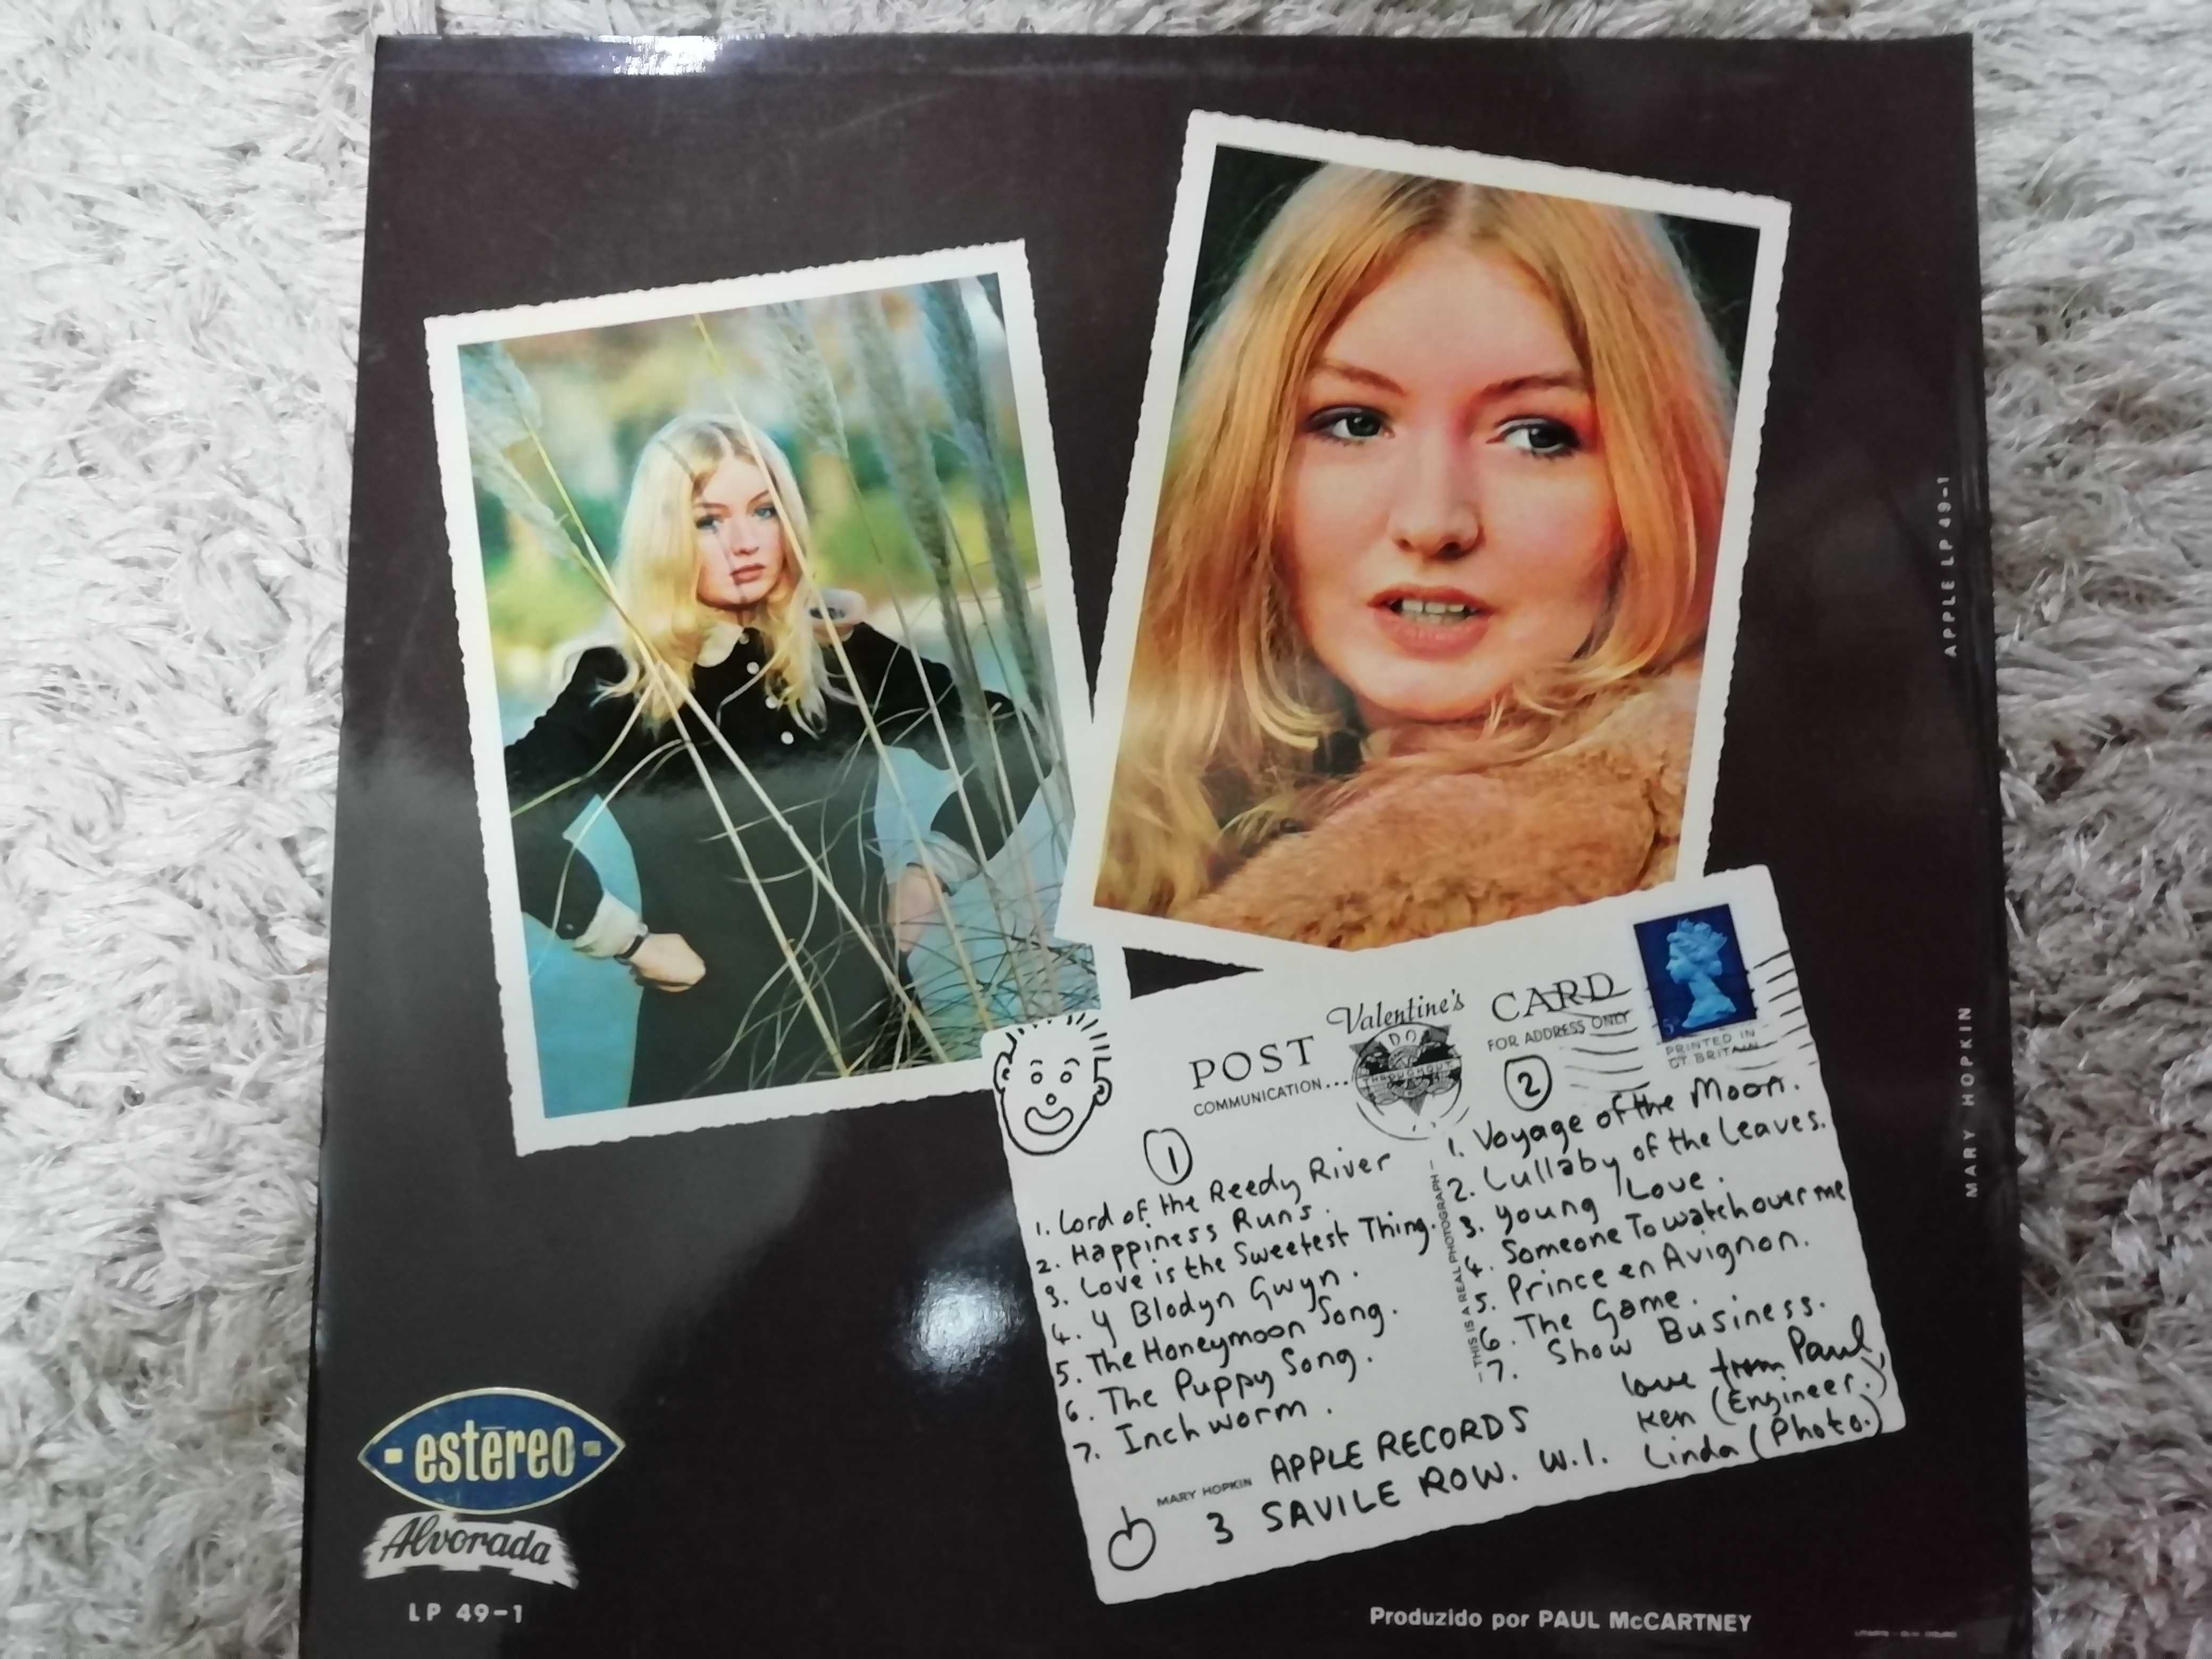 APPLE LP 49-1
MARY HOPKIN
POST
Valentine's
CARD
COMMUNICATION...
FOR ADDRESS ONLY
THROUGHOUT
PRINTED IN
GT. BRITAIN
1
1. Lord of the Reedy River
2. Happiness Runs.
3. Love is the Sweetest Thing.
4. Y Blodyn Gwyn.
5. The Honeymoon Song.
6. The Puppy Song.
7. Inch worm.
- THIS IS A REAL PHOTOGRAPH -
2
1. Voyage of the Moon.
2. Lullaby of the Leaves.
3. Young Love.
4. Someone To watch over me
5. Prince en Avignon.
6. The Game.
7. Show Business.
love from Paul,
Ken (Engineer.)
Linda (Photo.)
MARY HOPKIN APPLE RECORDS
3 SAVILE ROW. W.1.
estēreo
Alvorada
LP 49-1
Produzido por PAUL McCARTNEY